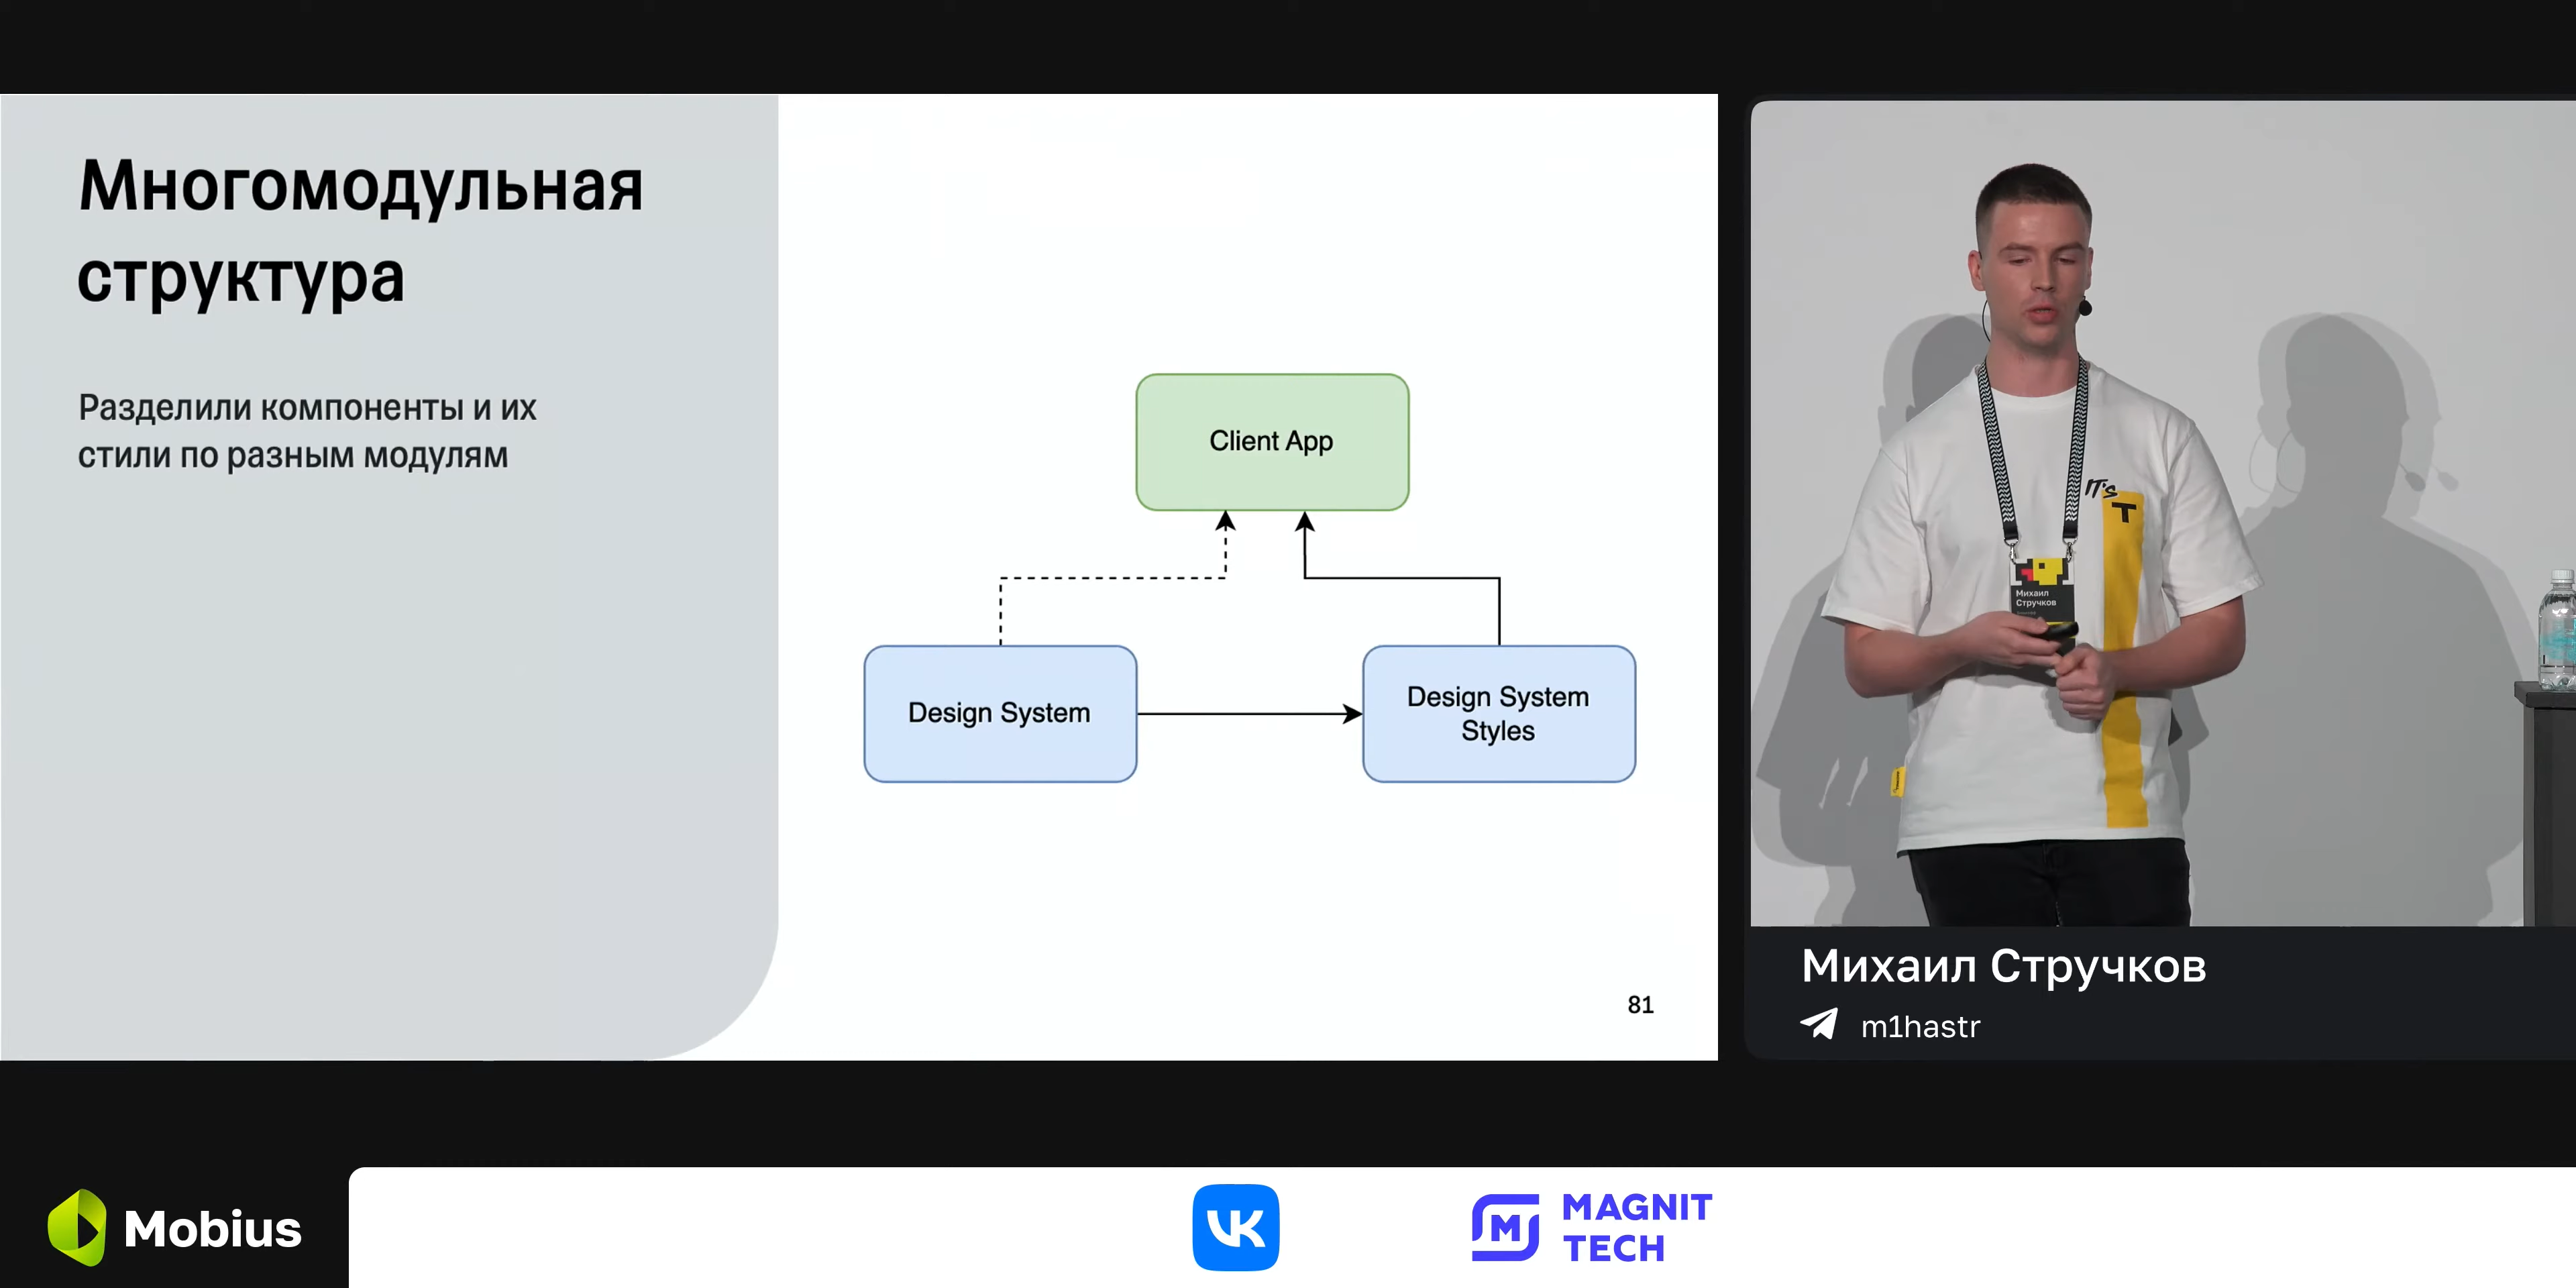 Многомодульная
структура
Разделили компоненты и их
стили по разным модулям
Client App
Design System
Design System
Styles
81
IT's
T
Михаил
Стручков
Михаил Стручков
m1hastr
Mobius
VK
MAGNIT
TECH